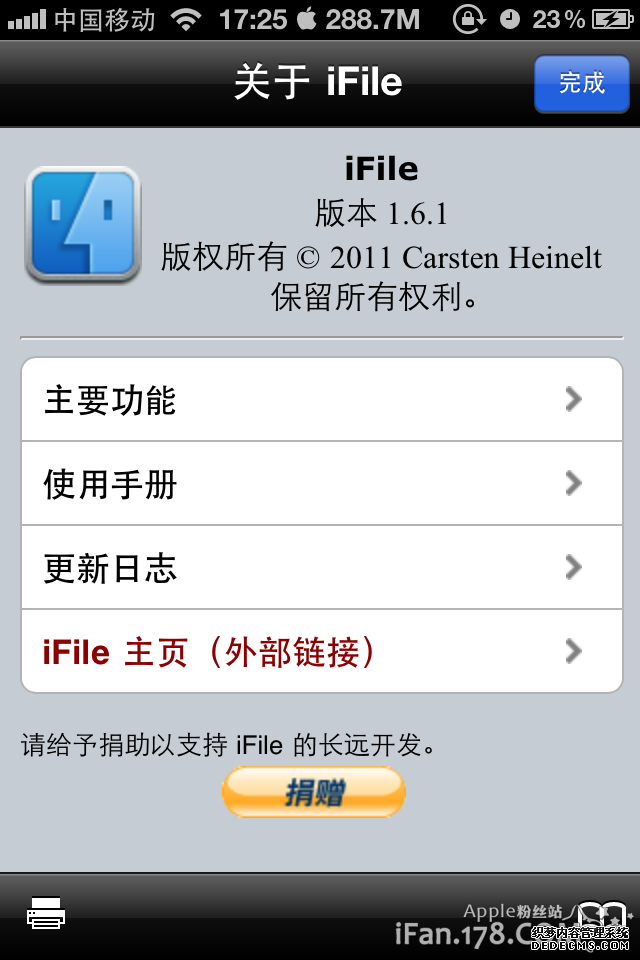 中国移动 17:25 288.7M 23%
关于 iFile
完成
iFile
版本 1.6.1
版权所有 © 2011 Carsten Heinelt
保留所有权利。
主要功能
使用手册
更新日志
iFile 主页（外部链接）
请给予捐助以支持 iFile 的长远开发。
捐赠
Apple粉丝站
iFan.178.C
织梦内容管理系统
DEDECMS.COM